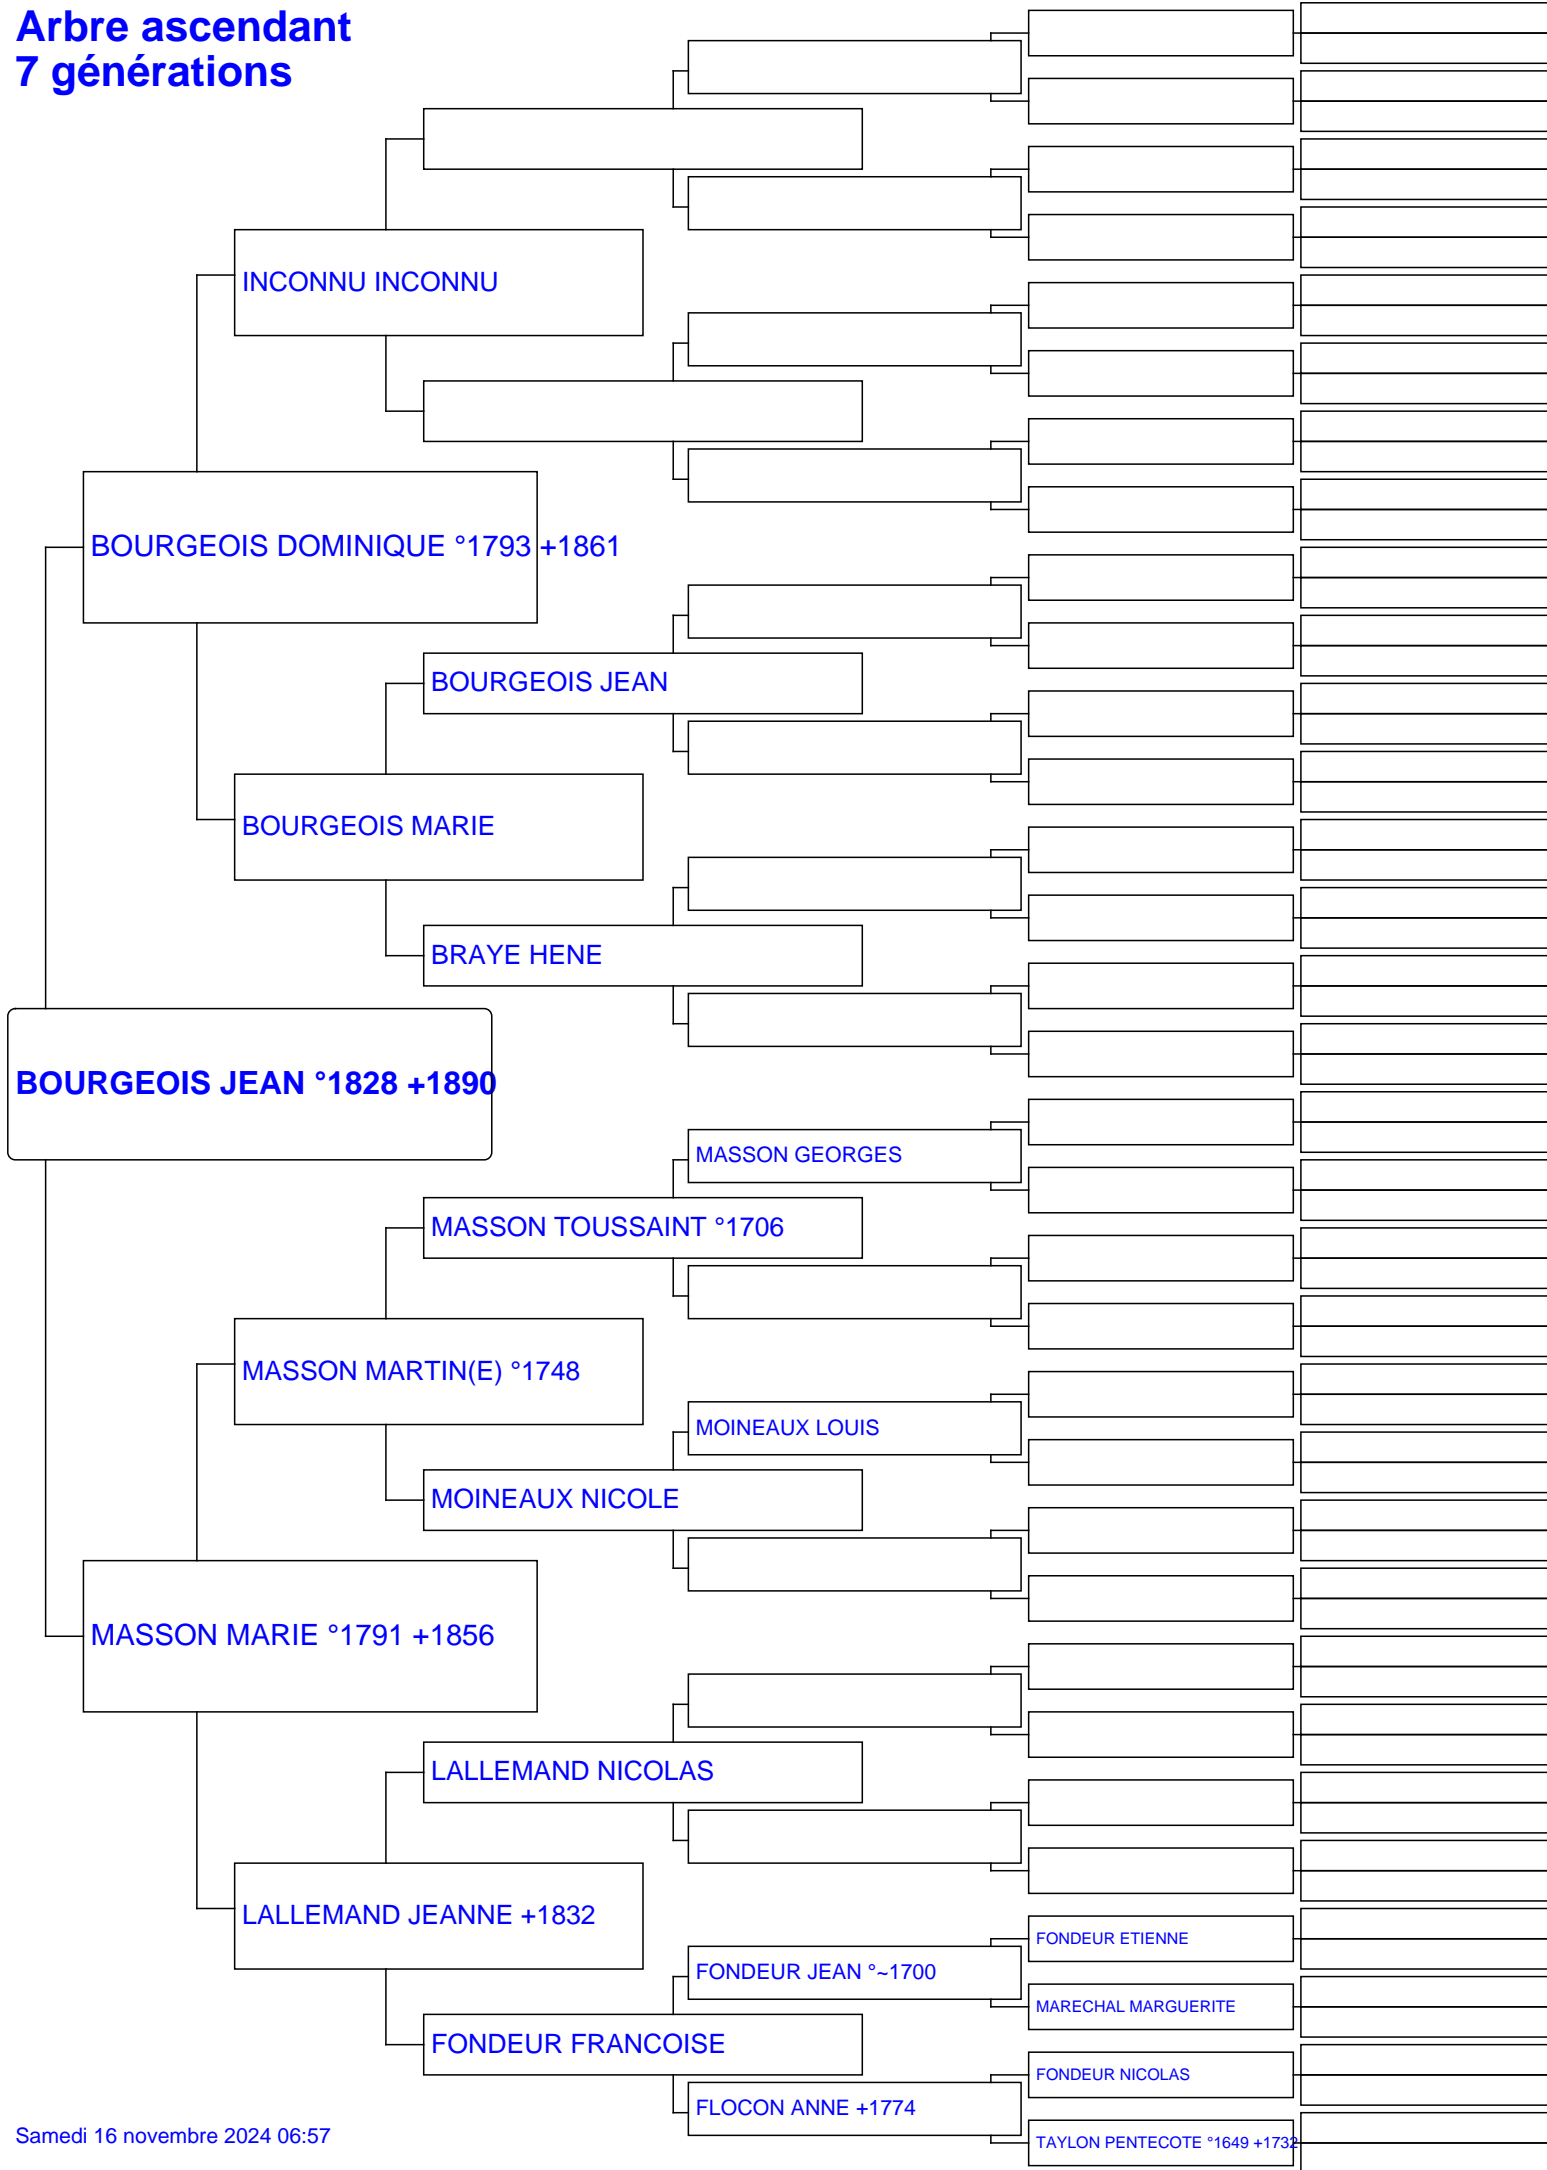 Arbre ascendant
7 générations
INCONNU INCONNU
BOURGEOIS DOMINIQUE °1793 +1861
BOURGEOIS JEAN
BOURGEOIS MARIE
BRAYE HENE
BOURGEOIS JEAN °1828 +1890
MASSON GEORGES
MASSON TOUSSAINT °1706
MASSON MARTIN(E) °1748
MOINEAUX LOUIS
MOINEAUX NICOLE
MASSON MARIE °1791 +1856
LALLEMAND NICOLAS
LALLEMAND JEANNE +1832
FONDEUR ETIENNE
FONDEUR JEAN °~1700
MARECHAL MARGUERITE
FONDEUR FRANCOISE
FONDEUR NICOLAS
FLOCON ANNE +1774
TAYLON PENTECOTE °1649 +1732
Samedi 16 novembre 2024 06:57